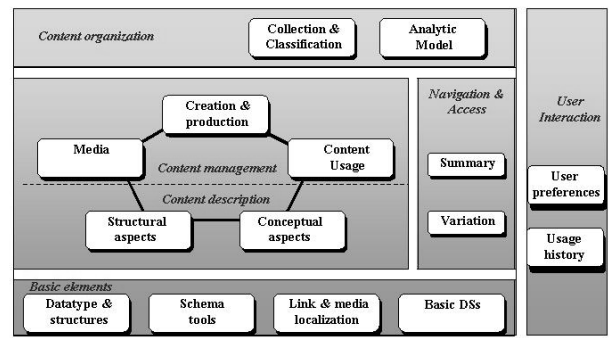 Content organization
Collection &
Classification
Analytic
Model
Creation &
production
Media
Content
Usage
Content management
Content description
Structural
aspects
Conceptual
aspects
Navigation &
Access
Summary
Variation
User
Interaction
User
preferences
Usage
history
Basic elements
Datatype &
structures
Schema
tools
Link & media
localization
Basic DSs